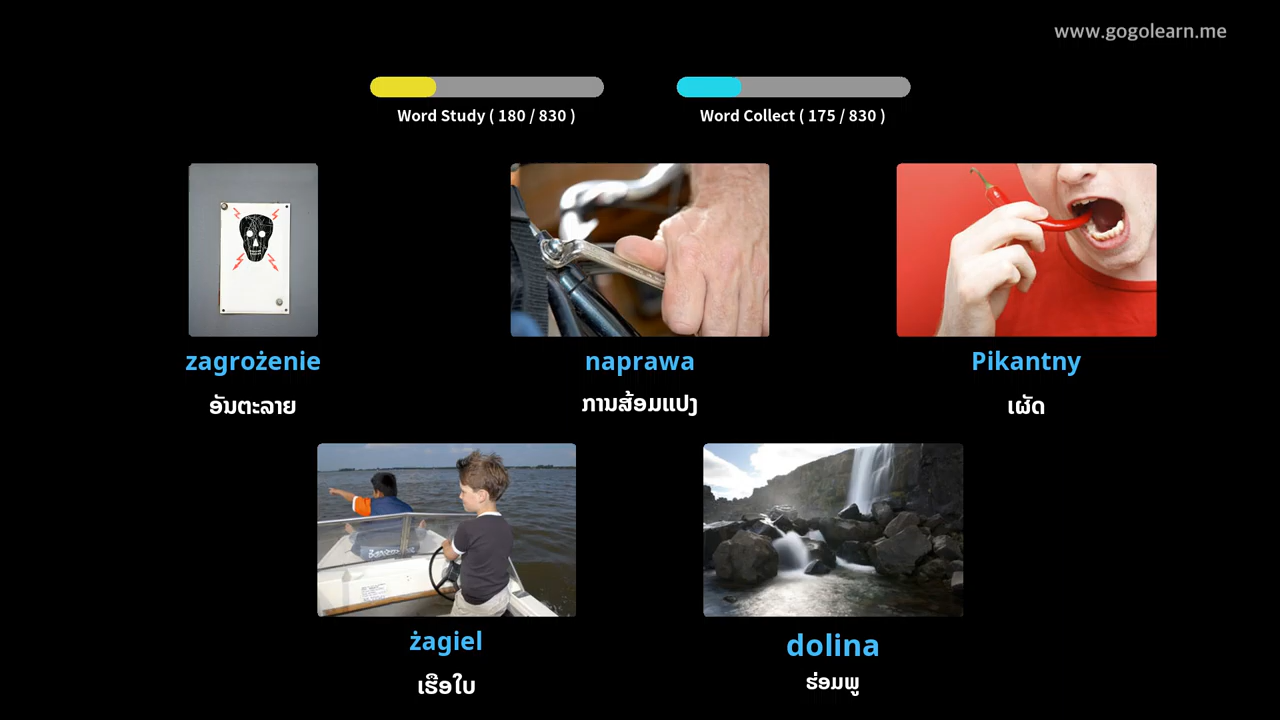 www.gogolearn.me
Word Study ( 180 / 830 )
Word Collect ( 175 / 830 )
zagrożenie
naprawa
Pikantny
ອັນຕະລາຍ
ການສ້ອມແປງ
ເຜັດ
żagiel
dolina
ເຮືອໃບ
ຮ່ອມພູ